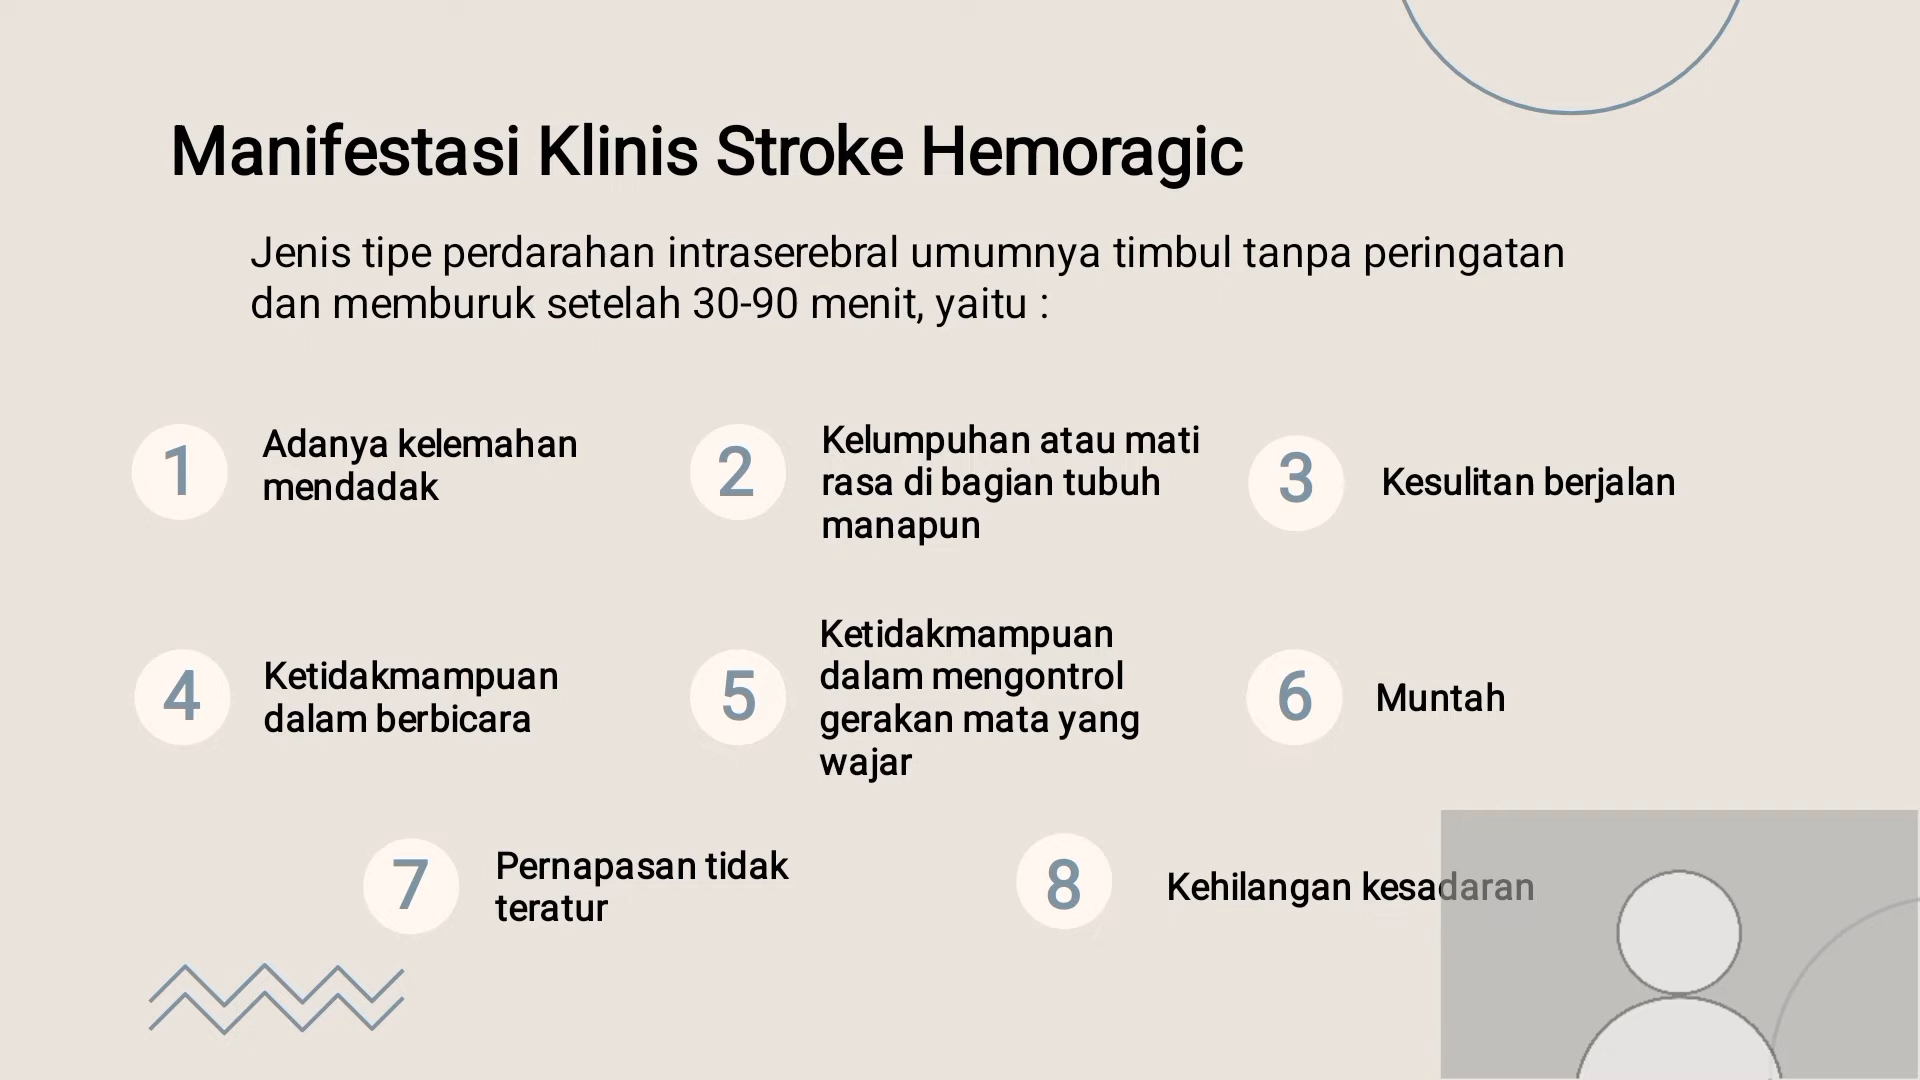 Manifestasi Klinis Stroke Hemoragic
Jenis tipe perdarahan intraserebral umumnya timbul tanpa peringatan
dan memburuk setelah 30-90 menit, yaitu :
1
Adanya kelemahan
mendadak
2
Kelumpuhan atau mati
rasa di bagian tubuh
manapun
3
Kesulitan berjalan
4
Ketidakmampuan
dalam berbicara
5
Ketidakmampuan
dalam mengontrol
gerakan mata yang
wajar
6
Muntah
7
Pernapasan tidak
teratur
8
Kehilangan kesadaran